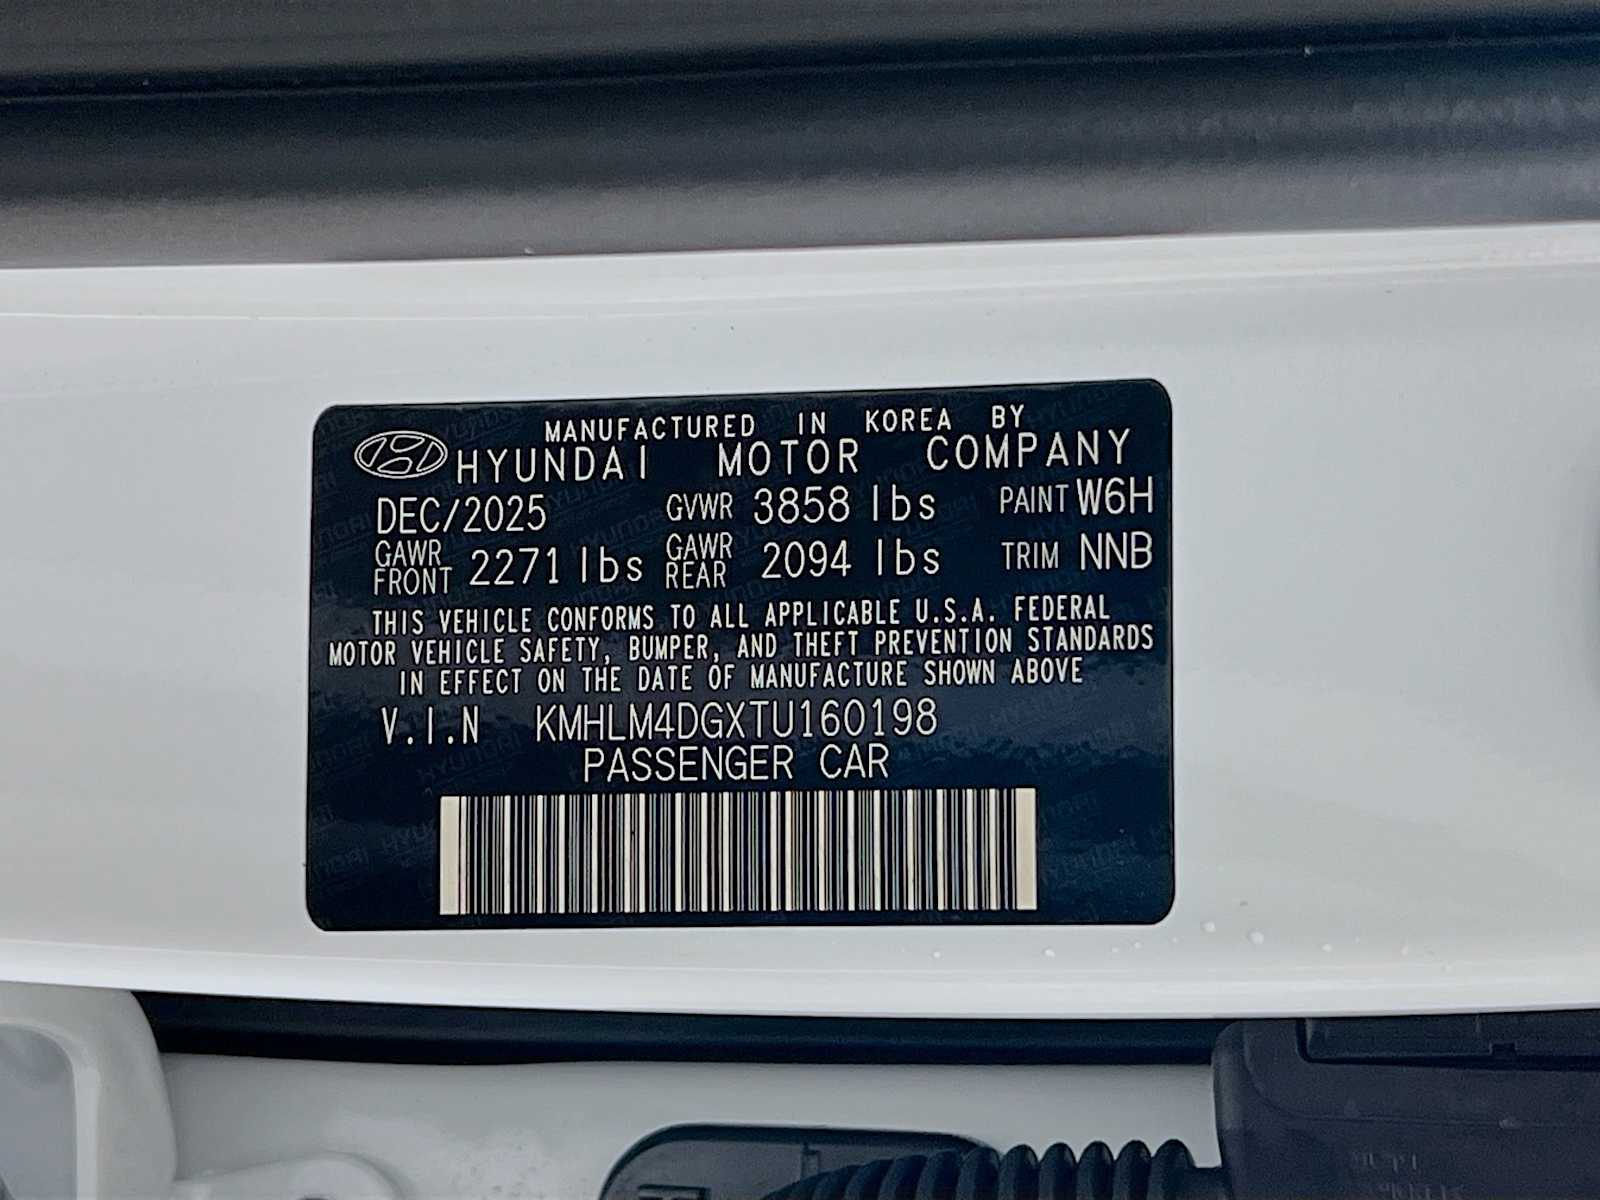 MANUFACTURED IN KOREA BY
HYUNDAI MOTOR COMPANY
DEC/2025 GVWR 3858 lbs PAINT W6H
GAWR FRONT 2271 lbs GAWR REAR 2094 lbs TRIM NNB
THIS VEHICLE CONFORMS TO ALL APPLICABLE U.S.A. FEDERAL
MOTOR VEHICLE SAFETY, BUMPER, AND THEFT PREVENTION STANDARDS
IN EFFECT ON THE DATE OF MANUFACTURE SHOWN ABOVE
V.I.N KMHLM4DGXTU160198
PASSENGER CAR